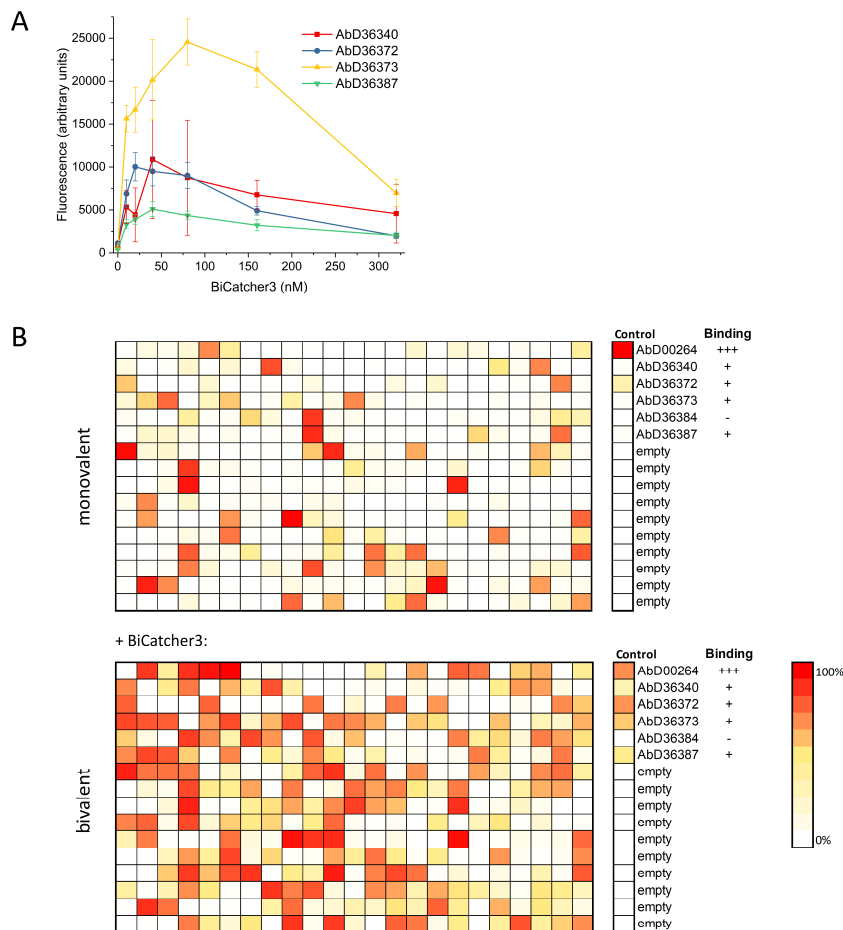 A
AbD36340
AbD36372
AbD36373
AbD36387
25000
20000
15000
10000
5000
0
Fluorescence (arbitrary units)
0 50 100 150 200 250 300
BiCatcher3 (nM)
B
Control Binding
AbD00264 +++
AbD36340 +
AbD36372 +
AbD36373 +
AbD36384 -
AbD36387 +
empty
empty
empty
empty
empty
empty
empty
empty
empty
empty
monovalent
+ BiCatcher3:
Control Binding
AbD00264 +++
AbD36340 +
AbD36372 +
AbD36373 +
AbD36384 -
AbD36387 +
empty
empty
empty
empty
empty
empty
empty
empty
empty
empty
bivalent
100%
0%